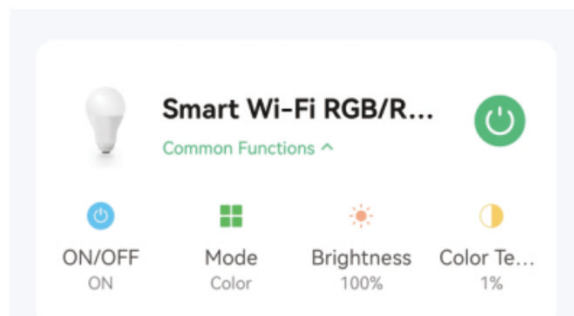 Smart Wi-Fi RGB/R...
Common Functions
ON/OFF Mode Brightness Color Te...
ON Color 100% 1%